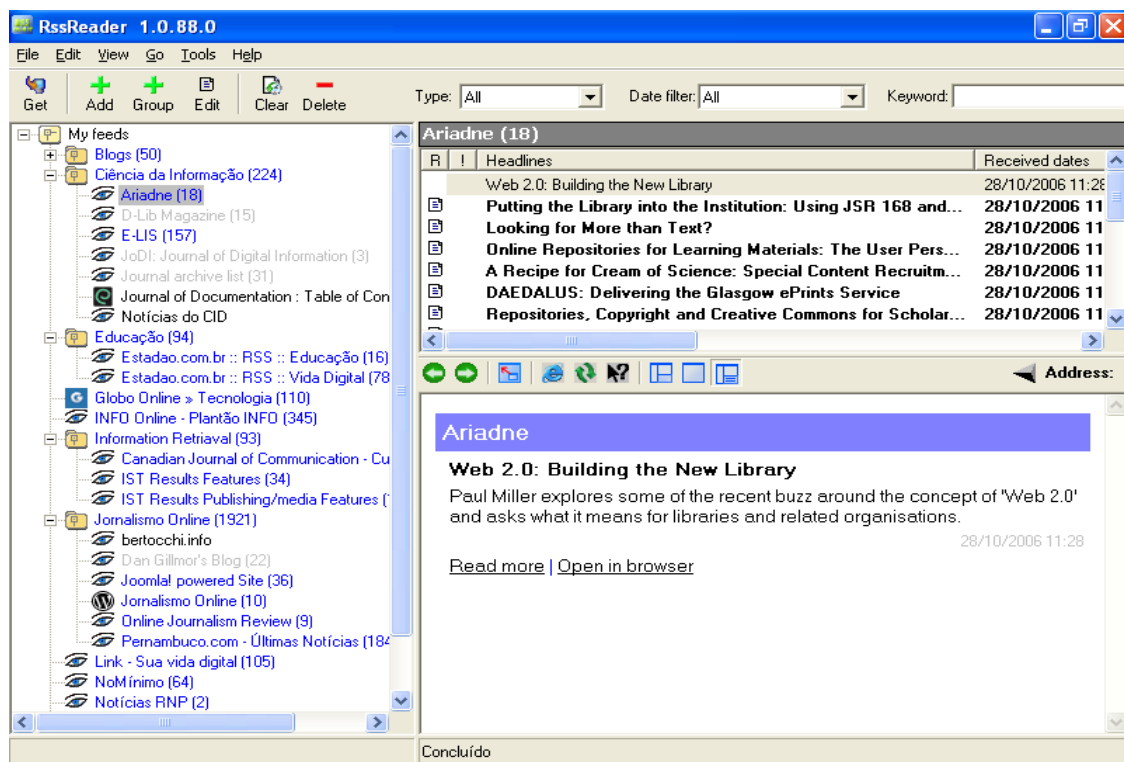 RssReader 1.0.88.0
File Edit View Go Tools Help
Get Add Group Edit Clear Delete
Type: All Date filter: All Keyword:
My feeds
Blogs (50)
Ciência da Informação (224)
Ariadne (18)
D-Lib Magazine (15)
E-LIS (157)
JoDI: Journal of Digital Information (3)
Journal archive list (31)
Journal of Documentation : Table of Con
Notícias do CID
Educação (94)
Estadao.com.br :: RSS :: Educação (16)
Estadao.com.br :: RSS :: Vida Digital (78
Globo Online » Tecnologia (110)
INFO Online - Plantão INFO (345)
Information Retriaval (93)
Canadian Journal of Communication - Cu
IST Results Features (34)
IST Results Publishing/media Features (
Jornalismo Online (1921)
bertocchi.info
Dan Gillmor's Blog (22)
Joomla! powered Site (36)
Jornalismo Online (10)
Online Journalism Review (9)
Pernambuco.com - Últimas Notícias (184
Link - Sua vida digital (105)
NoMínimo (64)
Notícias RNP (2)
Ariadne (18)
R ! Headlines Received dates
Web 2.0: Building the New Library 28/10/2006 11:28
Putting the Library into the Institution: Using JSR 168 and... 28/10/2006 11
Looking for More than Text? 28/10/2006 11
Online Repositories for Learning Materials: The User Pers... 28/10/2006 11
A Recipe for Cream of Science: Special Content Recruitm... 28/10/2006 11
DAEDALUS: Delivering the Glasgow ePrints Service 28/10/2006 11
Repositories, Copyright and Creative Commons for Scholar... 28/10/2006 11
Address:
Ariadne
Web 2.0: Building the New Library
Paul Miller explores some of the recent buzz around the concept of 'Web 2.0'
and asks what it means for libraries and related organisations.
28/10/2006 11:28
Read more | Open in browser
Concluído